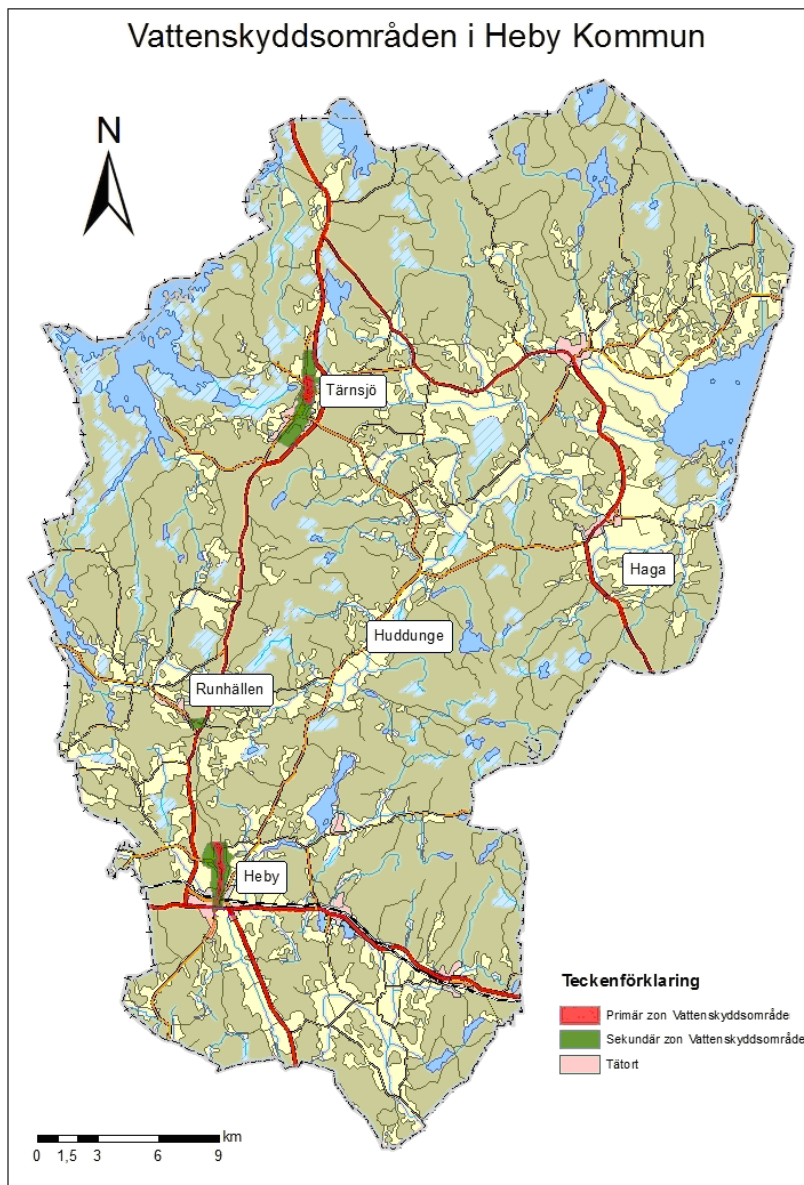 Vattenskyddsområden i Heby Kommun
N
Tärnsjö
Haga
Huddunge
Runhällen
Heby
Teckenförklaring
Primär zon Vattenskyddsområde
Sekundär zon Vattenskyddsområde
Tätort
km
0 1,5 3 6 9